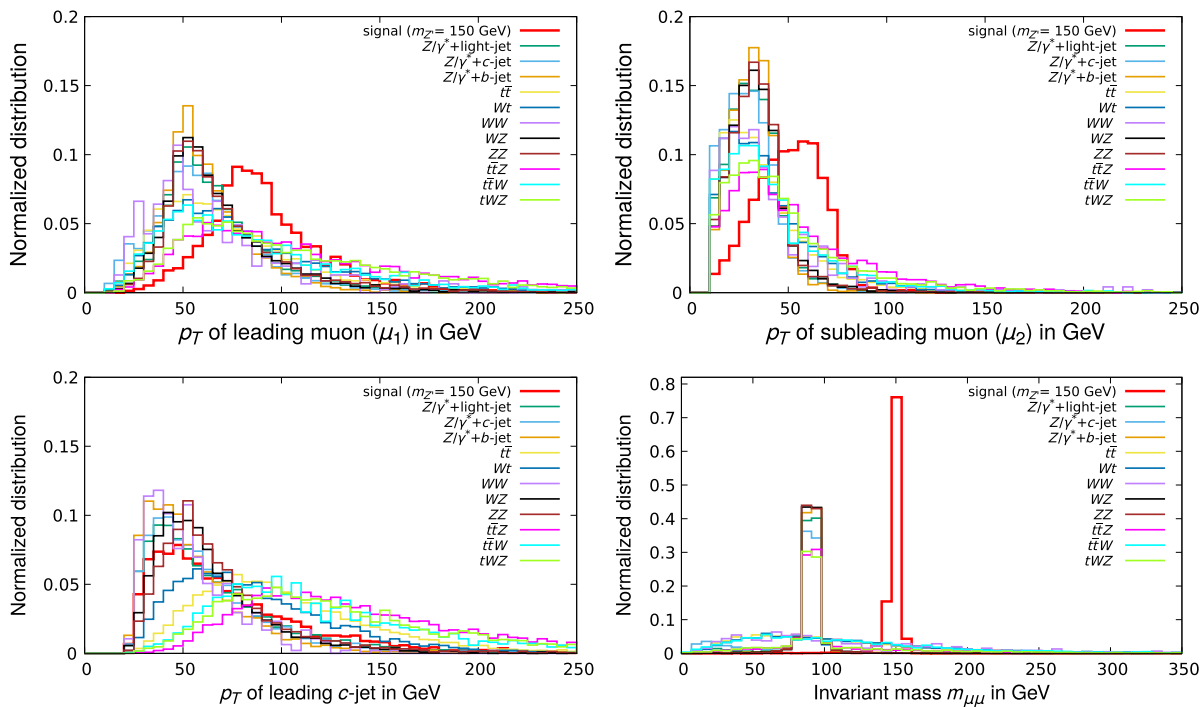 0.2
0.15
0.1
0.05
0
Normalized distribution
signal (m_Z'= 150 GeV)
Z/γ*+light-jet
Z/γ*+c-jet
Z/γ*+b-jet
tt̅
Wt
WW
WZ
ZZ
tt̅Z
tt̅W
tWZ
0 50 100 150 200 250
p_T of leading muon (μ_1) in GeV
0.2
0.15
0.1
0.05
0
Normalized distribution
signal (m_Z'= 150 GeV)
Z/γ*+light-jet
Z/γ*+c-jet
Z/γ*+b-jet
tt̅
Wt
WW
WZ
ZZ
tt̅Z
tt̅W
tWZ
0 50 100 150 200 250
p_T of subleading muon (μ_2) in GeV
0.2
0.15
0.1
0.05
0
Normalized distribution
signal (m_Z'= 150 GeV)
Z/γ*+light-jet
Z/γ*+c-jet
Z/γ*+b-jet
tt̅
Wt
WW
WZ
ZZ
tt̅Z
tt̅W
tWZ
0 50 100 150 200 250
p_T of leading c-jet in GeV
0.8
0.7
0.6
0.5
0.4
0.3
0.2
0.1
0
Normalized distribution
signal (m_Z'= 150 GeV)
Z/γ*+light-jet
Z/γ*+c-jet
Z/γ*+b-jet
tt̅
Wt
WW
WZ
ZZ
tt̅Z
tt̅W
tWZ
0 50 100 150 200 250 300 350
Invariant mass m_μμ in GeV